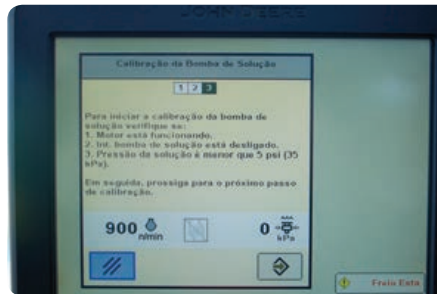 JOHN DEERE
Calibração da Bomba de Solução
1 2 3
Para iniciar a calibração da bomba de
solução verifique se:
1. Motor está funcionando.
2. Int. bomba de solução está desligado.
3. Pressão da solução é menor que 5 psi (35
kPa).
Em seguida, prossiga para o próximo passo
de calibração.
900 n/min 0 kPa
Freio Esta